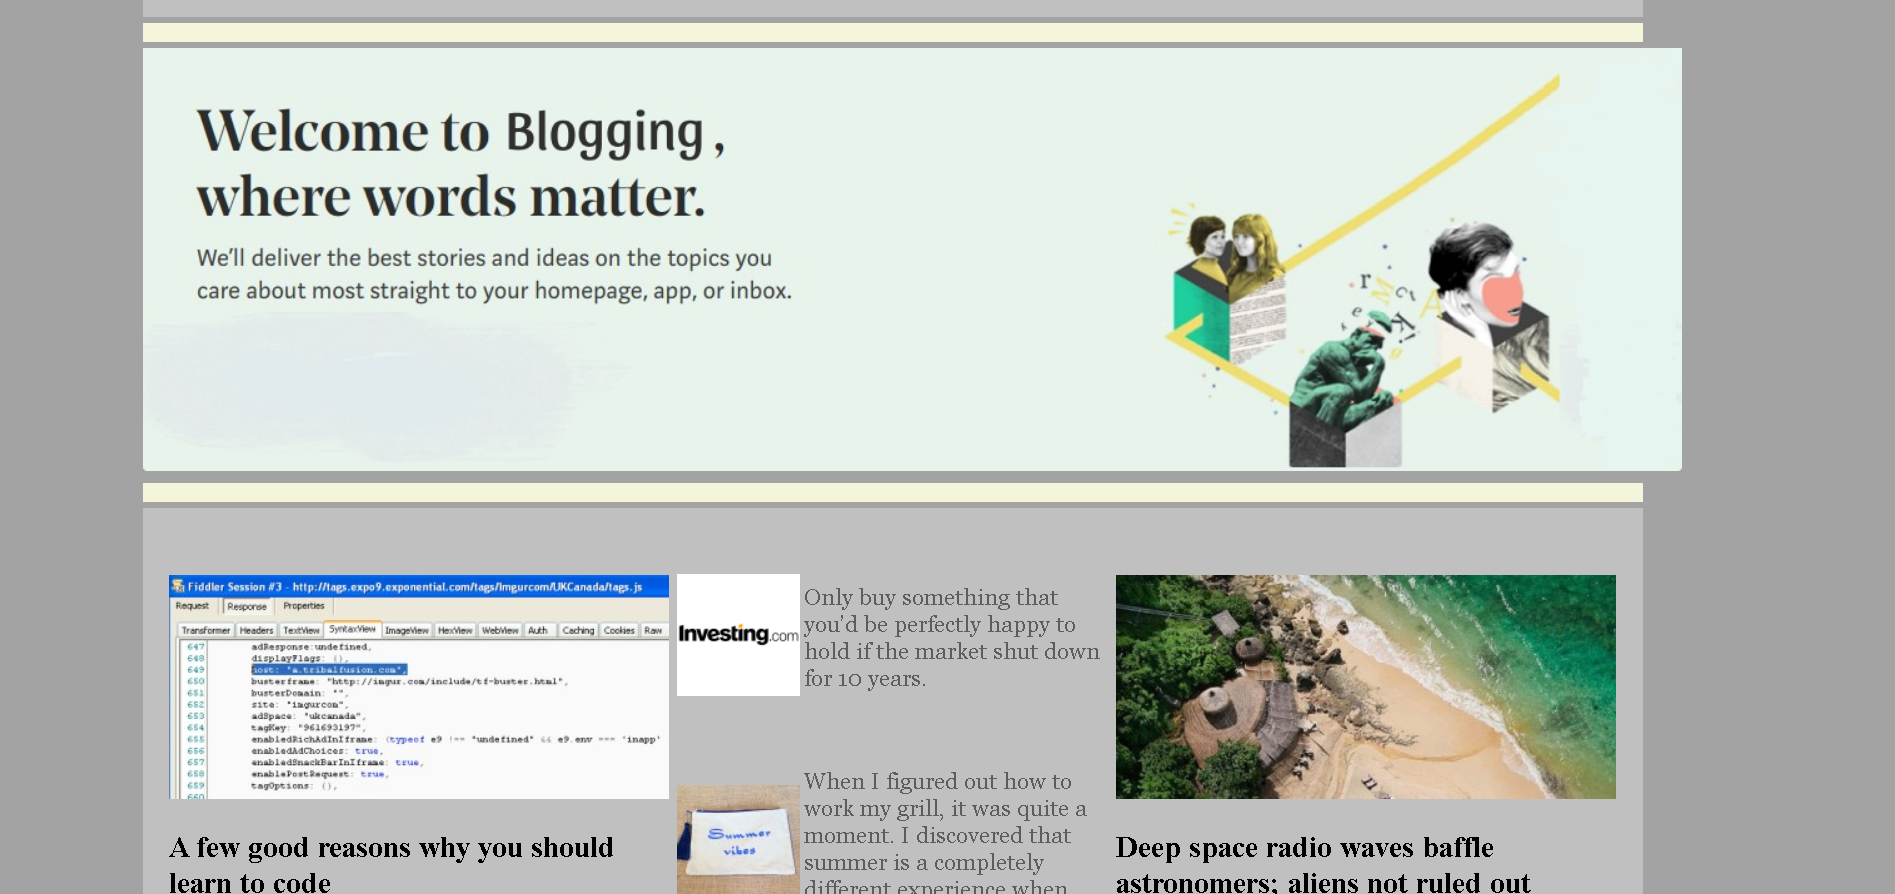 Welcome to Blogging ,
where words matter.
We'll deliver the best stories and ideas on the topics you
care about most straight to your homepage, app, or inbox.
r M c t A
e k !
g
Fiddler Session #3 - http://tags.expo9.exponential.com/tags/Imgurcom/UKCanada/tags.js
Request Response Properties
Transformer Headers TextView SyntaxView ImageView HexView WebView Auth Caching Cookies Raw
647 adResponse:undefined,
648 displayFlags: {},
649 host: "a.tribalfusion.com",
650 busterframe: "http://imgur.com/include/tf-buster.html",
651 busterDomain: "",
652 site: "imgurcom",
653 adSpace: "ukcanada",
654 tagKey: "961693197",
655 enabledRichAdInIframe: (typeof e9 !== "undefined" && e9.env === 'inapp'
656 enabledAdChoices: true,
657 enabledSnackBarInIframe: true,
658 enablePostRequest: true,
659 tagOptions: {},
660
A few good reasons why you should
learn to code
Investing.com
Only buy something that
you'd be perfectly happy to
hold if the market shut down
for 10 years.
Summer
vibes
When I figured out how to
work my grill, it was quite a
moment. I discovered that
summer is a completely
different experience when
Deep space radio waves baffle
astronomers; aliens not ruled out